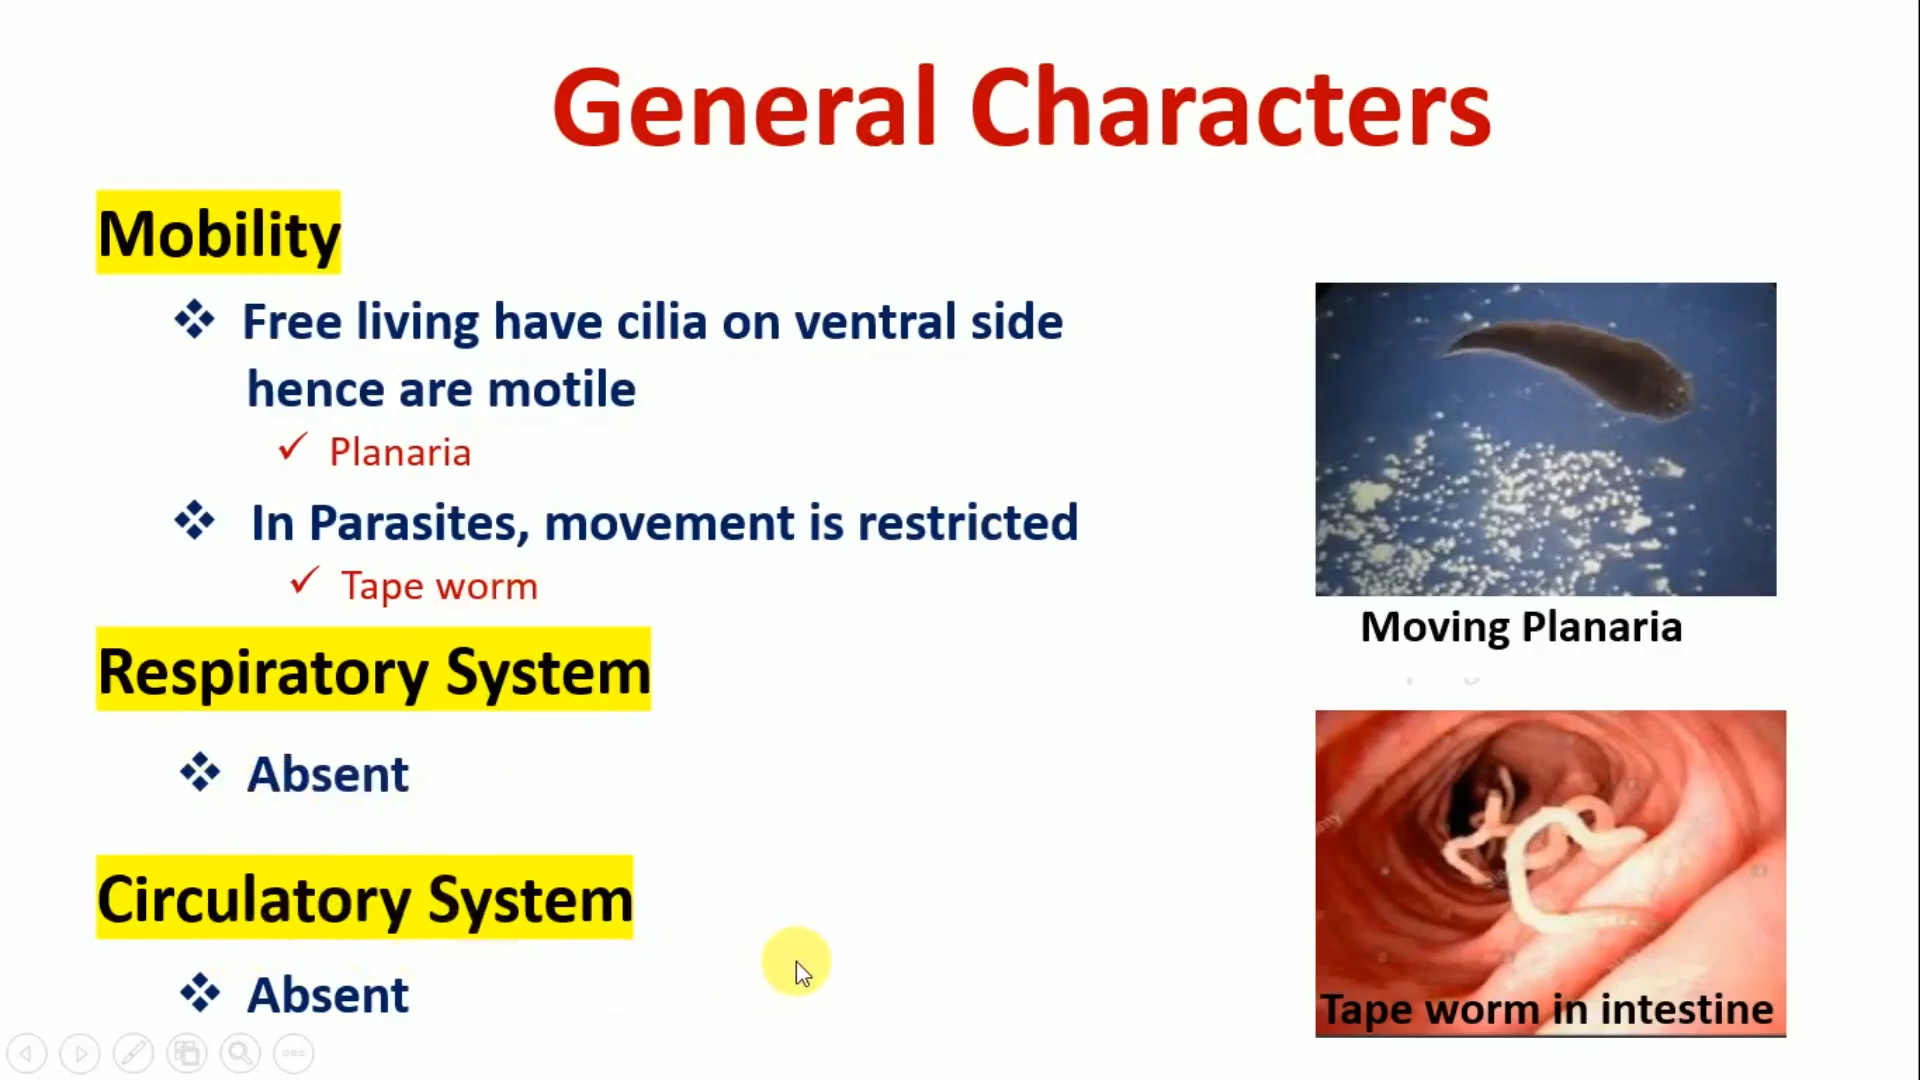 General Characters
Mobility
Free living have cilia on ventral side
hence are motile
Planaria
In Parasites, movement is restricted
Tape worm
Respiratory System
Absent
Circulatory System
Absent
Moving Planaria
Tape worm in intestine